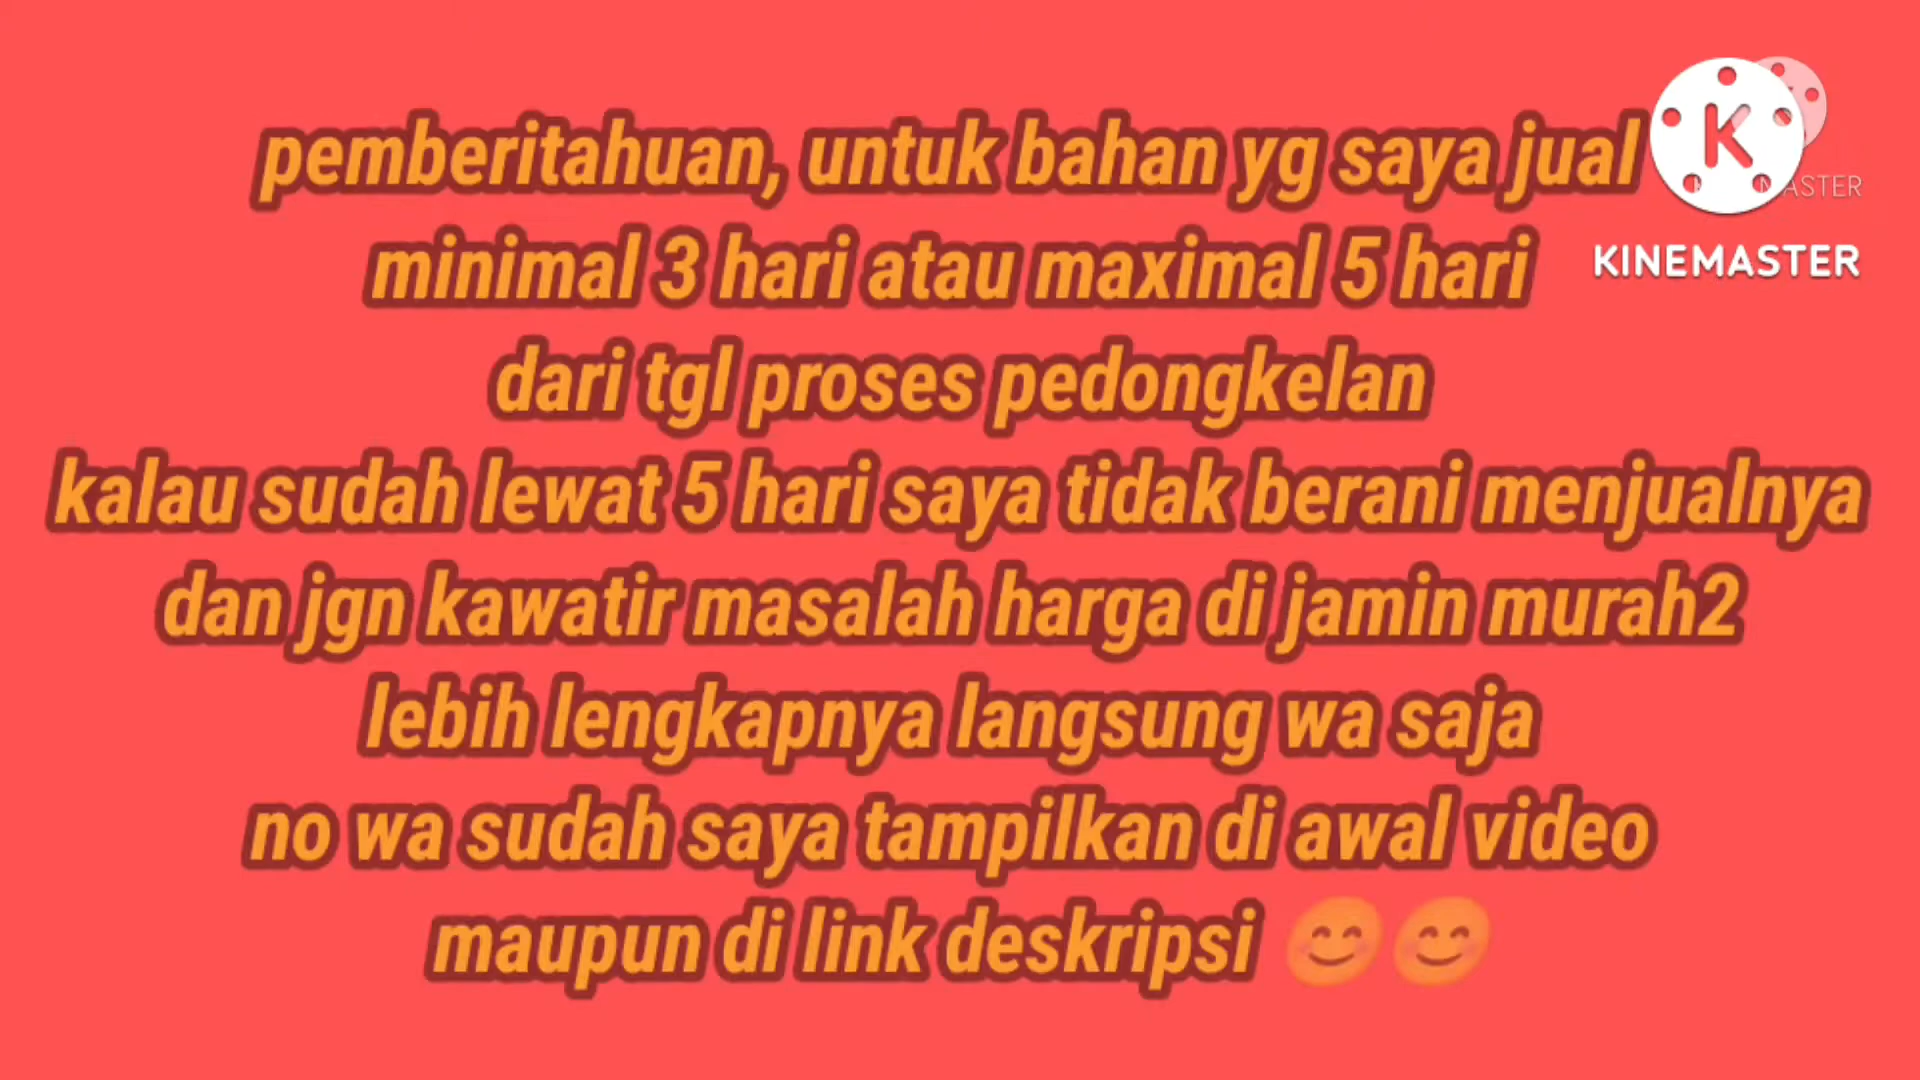 pemberitahuan, untuk bahan yg saya jual
minimal 3 hari atau maximal 5 hari
dari tgl proses pedongkelan
kalau sudah lewat 5 hari saya tidak berani menjualnya
dan jgn kawatir masalah harga di jamin murah2
lebih lengkapnya langsung wa saja
no wa sudah saya tampilkan di awal video
maupun di link deskripsi 😊😊
K
KINEMASTER